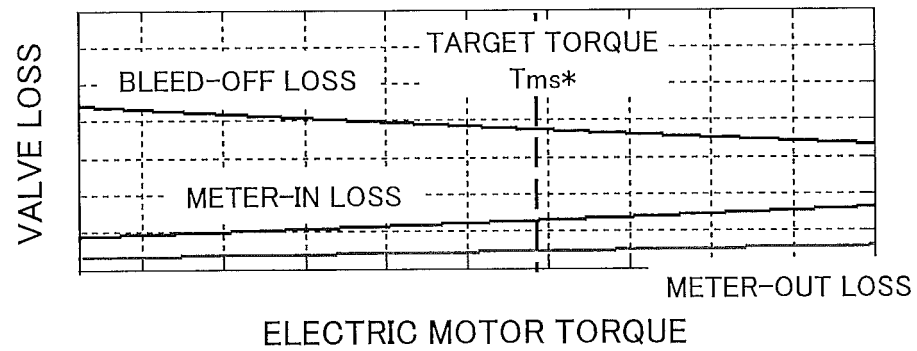 TARGET TORQUE
Tms*
BLEED-OFF LOSS
METER-IN LOSS
METER-OUT LOSS
VALVE LOSS
ELECTRIC MOTOR TORQUE